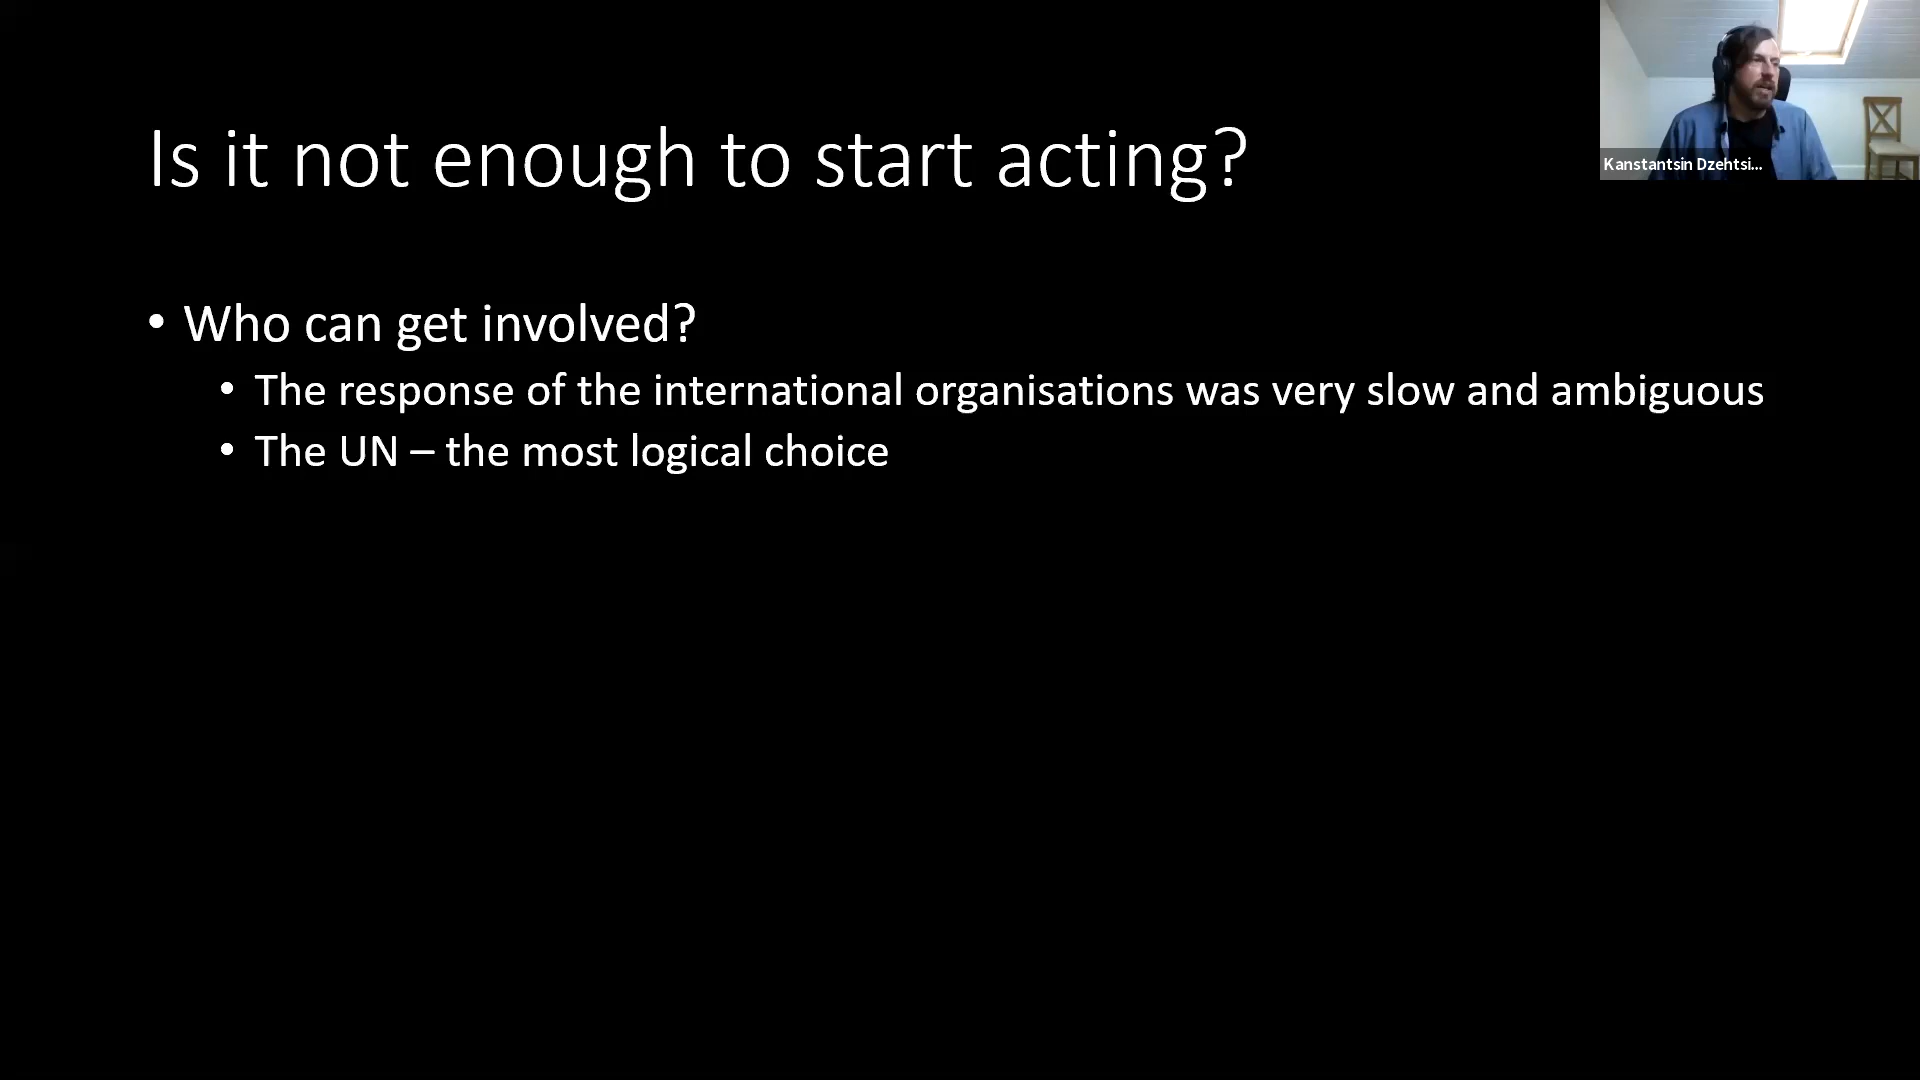 Is it not enough to start acting?
• Who can get involved?
• The response of the international organisations was very slow and ambiguous
• The UN – the most logical choice
Kanstantsin Dzehtsi...